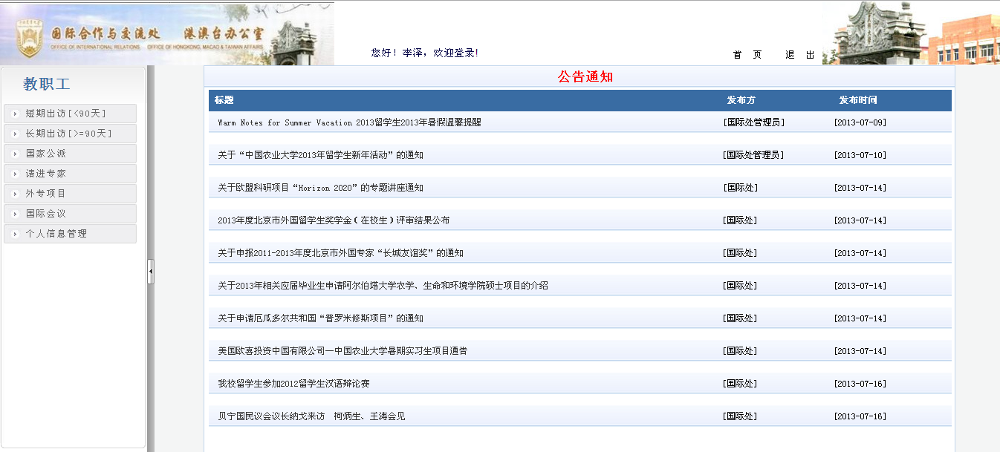 国际合作与交流处 港澳台办公室
OFFICE OF INTERNATIONAL RELATIONS OFFICE OF HONGKONG, MACAO & TAIWAN AFFAIRS
您好！李泽，欢迎登录!
首 页 退 出
教职工
短期出访[<90天]
长期出访[>=90天]
国家公派
请进专家
外专项目
国际会议
个人信息管理
公告通知
标题 发布方 发布时间
Warm Notes for Summer Vacation 2013留学生2013年暑假温馨提醒 [国际处管理员] [2013-07-09]
关于“中国农业大学2013年留学生新年活动”的通知 [国际处管理员] [2013-07-10]
关于欧盟科研项目“Horizon 2020”的专题讲座通知 [国际处] [2013-07-14]
2013年度北京市外国留学生奖学金（在校生）评审结果公布 [国际处] [2013-07-14]
关于申报2011-2013年度北京市外国专家“长城友谊奖”的通知 [国际处] [2013-07-14]
关于2013年相关应届毕业生申请阿尔伯塔大学农学、生命和环境学院硕士项目的介绍 [国际处] [2013-07-14]
关于申请厄瓜多尔共和国“普罗米修斯项目”的通知 [国际处] [2013-07-14]
美国欧喜投资中国有限公司—中国农业大学暑期实习生项目通告 [国际处] [2013-07-14]
我校留学生参加2012留学生汉语辩论赛 [国际处] [2013-07-16]
贝宁国民议会议长纳戈来访 柯炳生、王涛会见 [国际处] [2013-07-16]